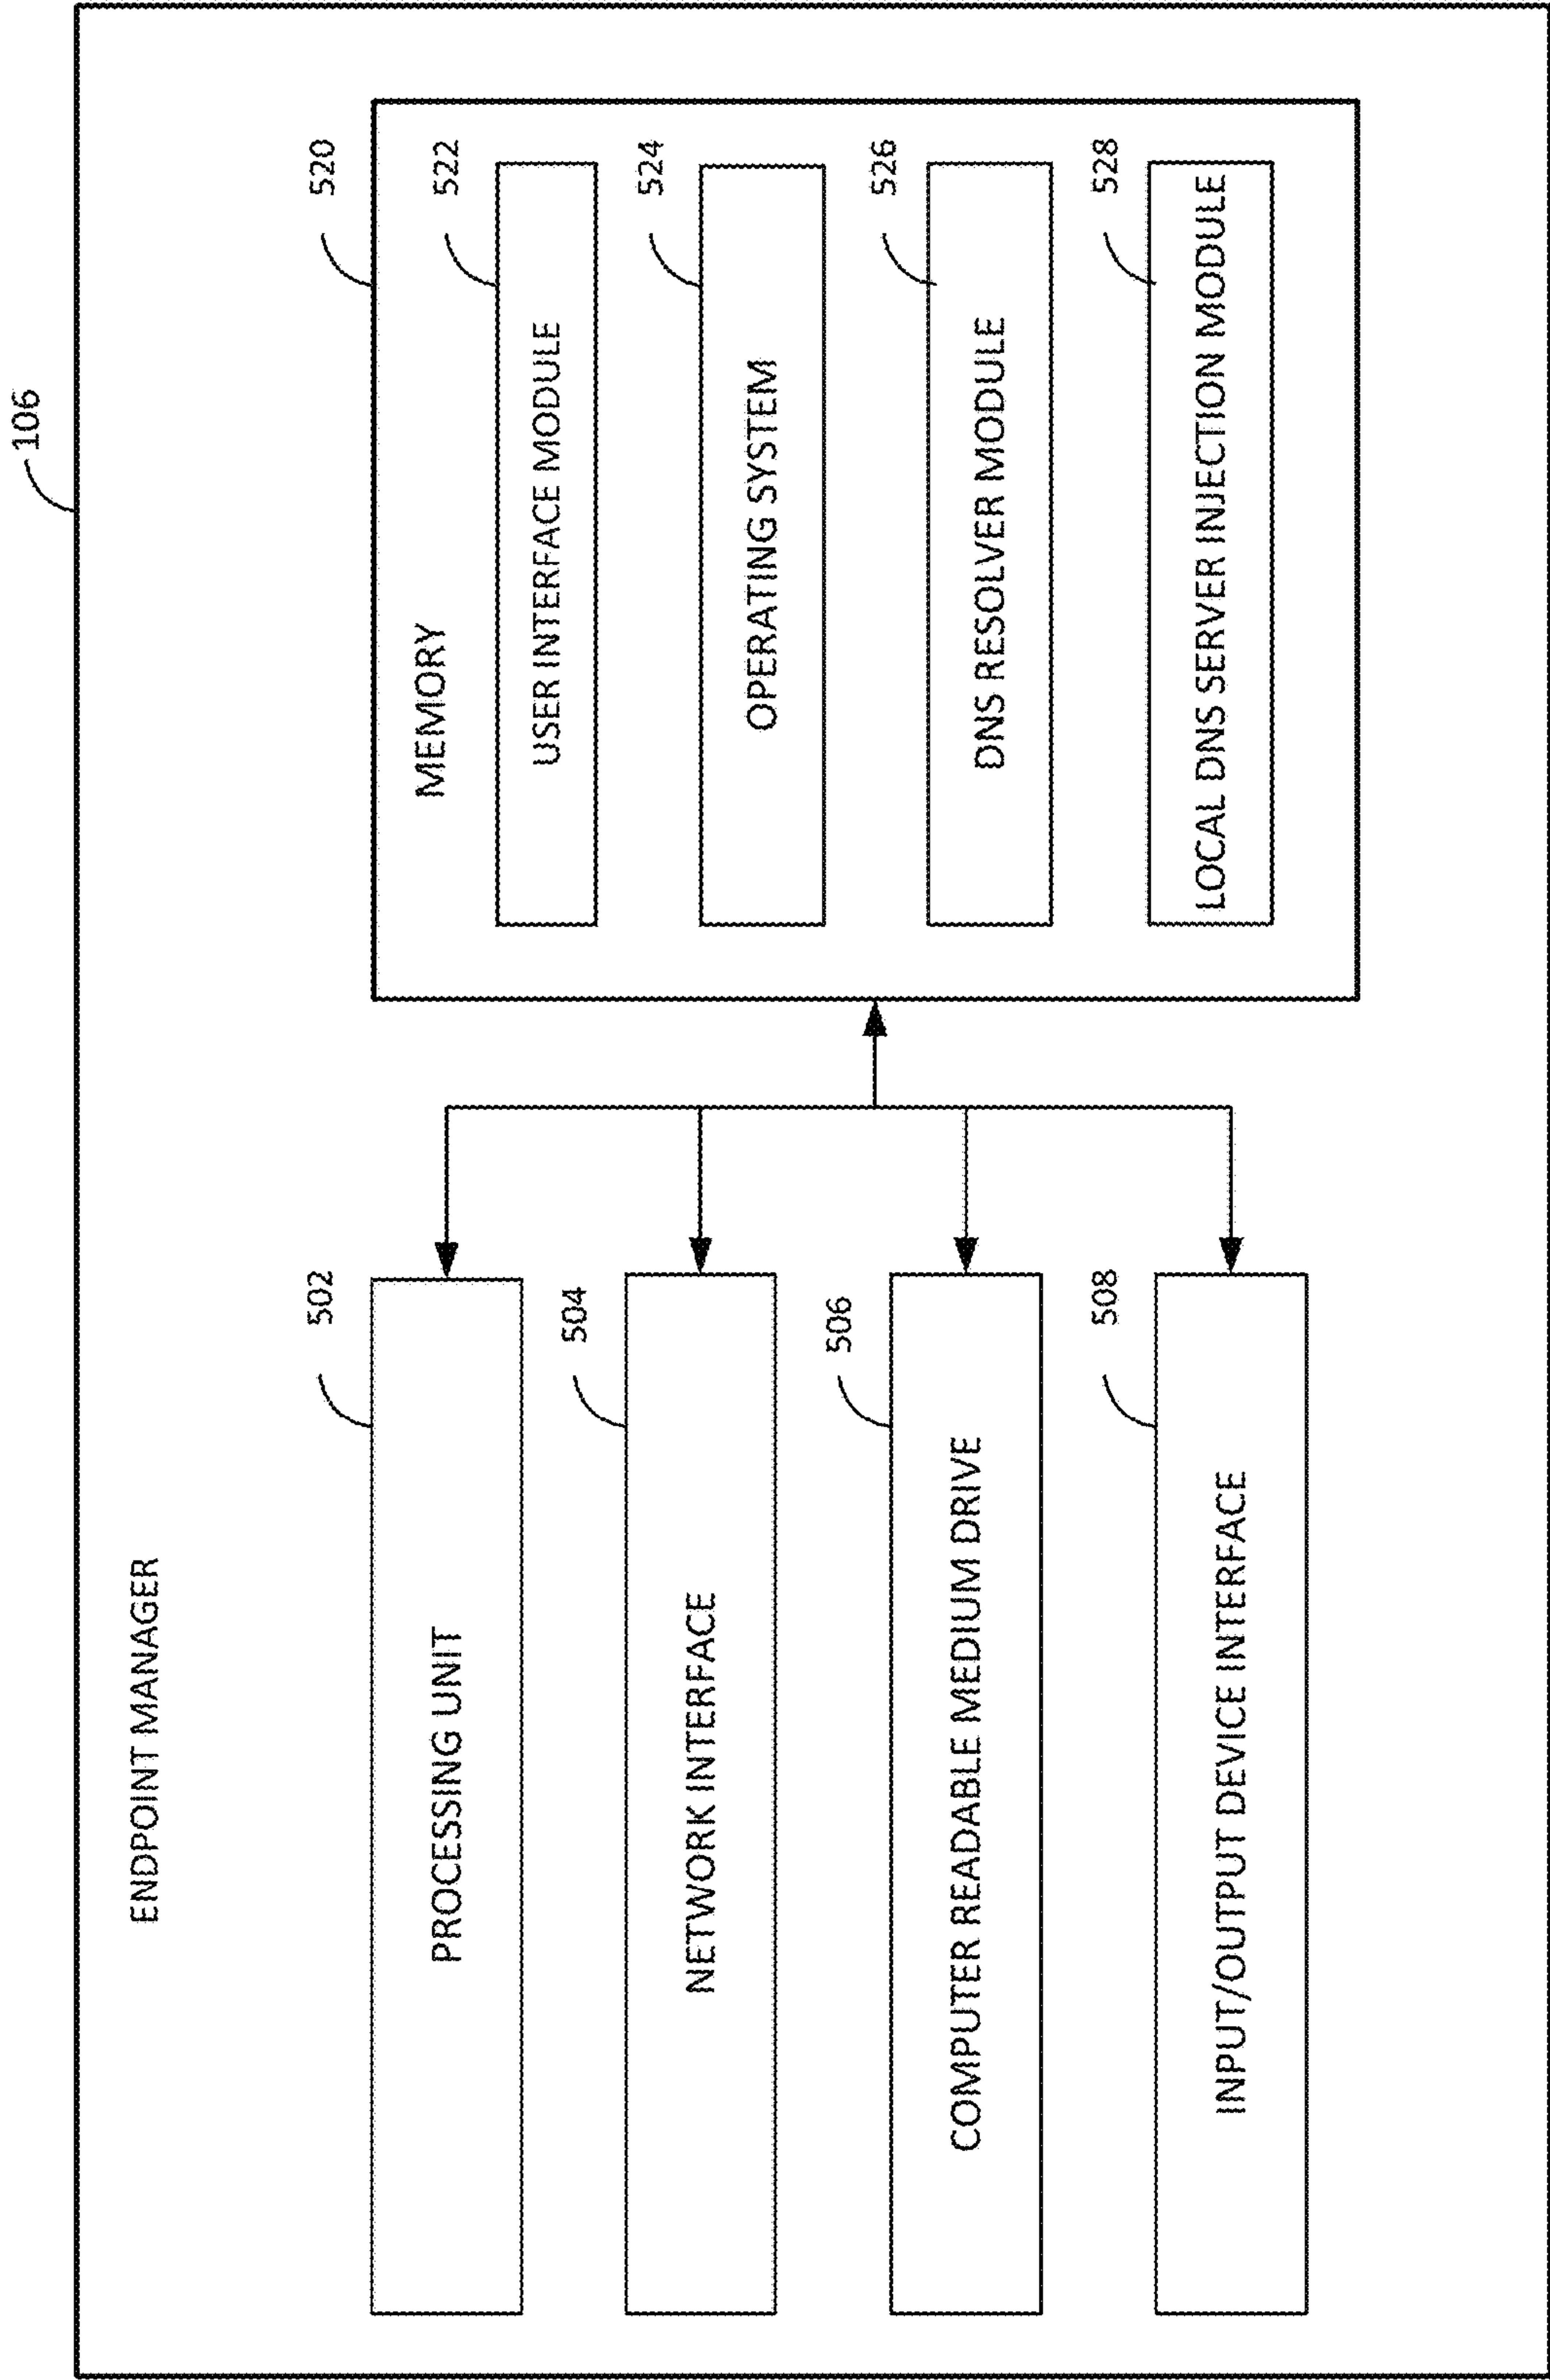 106
ENDPOINT MANAGER
502
PROCESSING UNIT
504
NETWORK INTERFACE
506
COMPUTER READABLE MEDIUM DRIVE
508
INPUT/OUTPUT DEVICE INTERFACE
520
MEMORY
522
USER INTERFACE MODULE
524
OPERATING SYSTEM
526
DNS RESOLVER MODULE
528
LOCAL DNS SERVER INJECTION MODULE